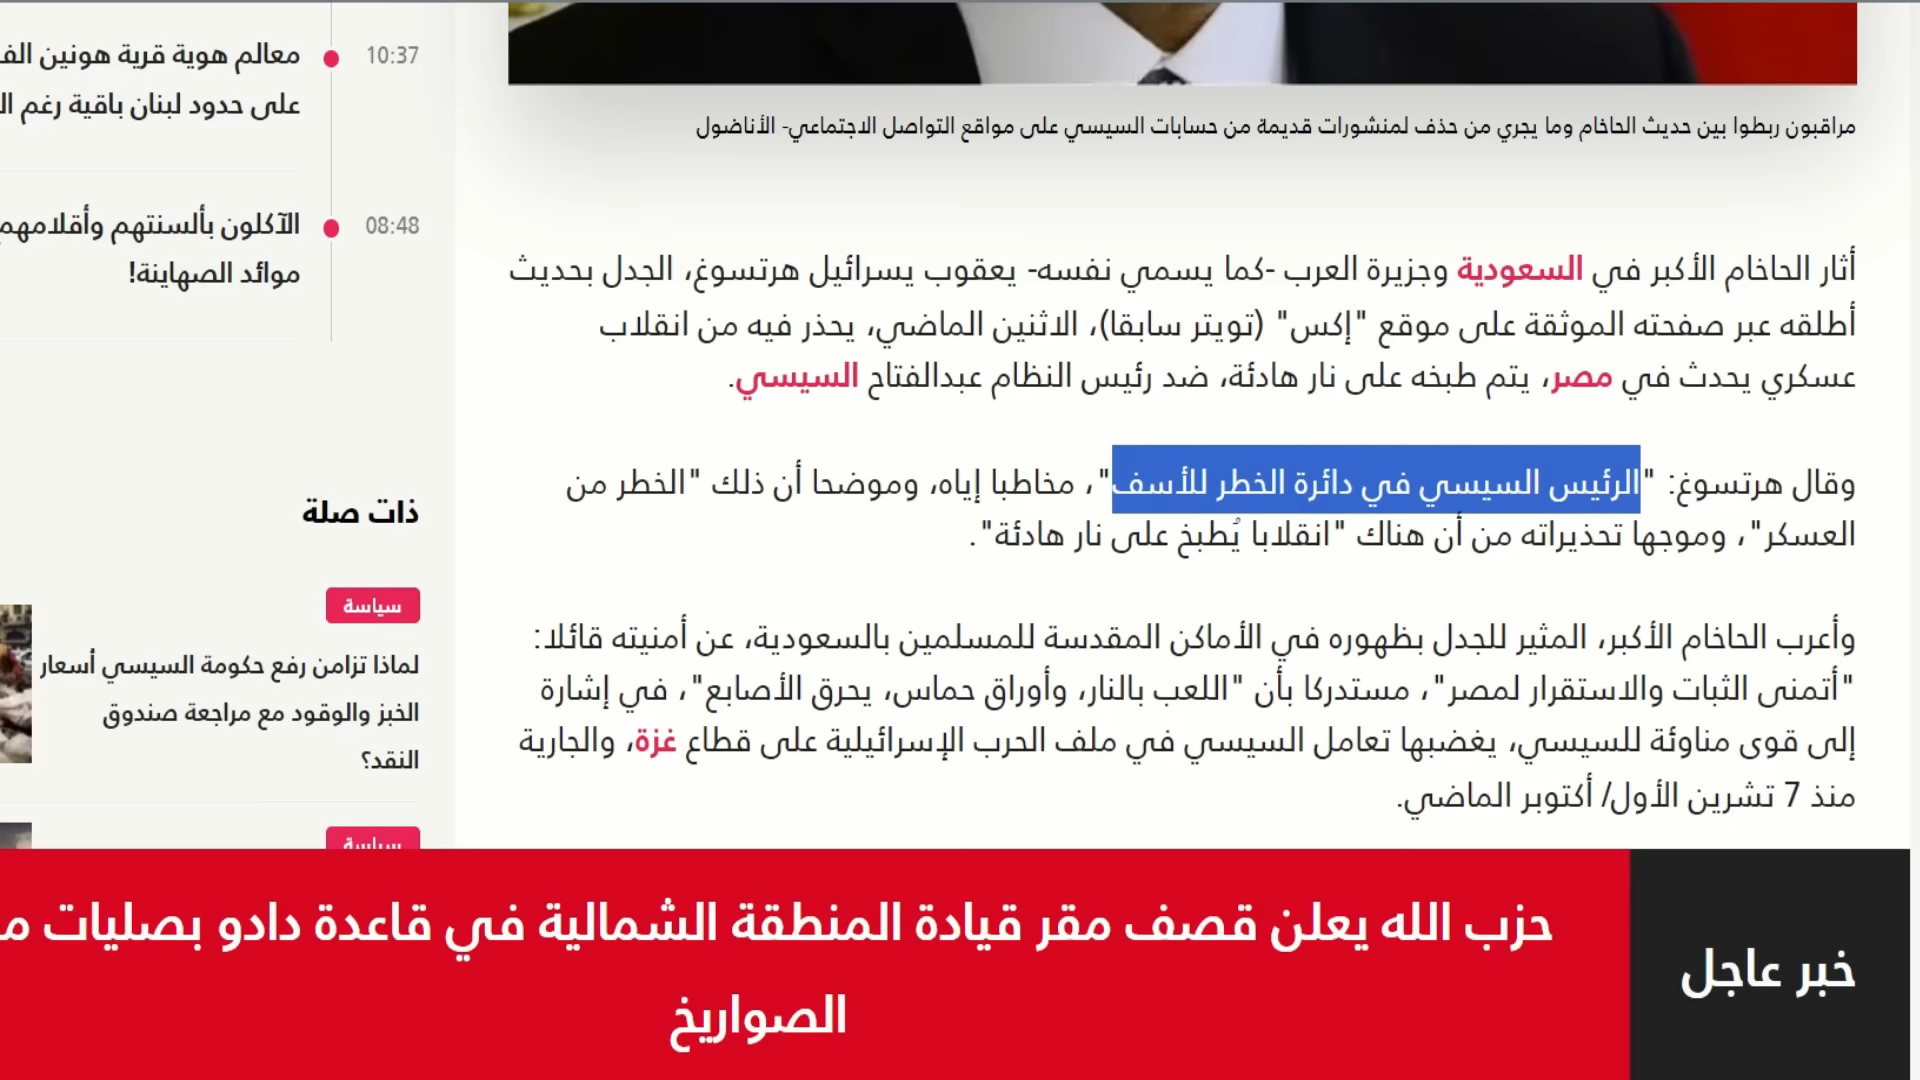 مراقبون ربطوا بين حديث الحاخام وما يجري من حذف لمنشورات قديمة من حسابات السيسي على مواقع التواصل الاجتماعي- الأناضول
أثار الحاخام الأكبر في السعودية وجزيرة العرب -كما يسمي نفسه- يعقوب يسرائيل هرتسوغ، الجدل بحديث
أطلقه عبر صفحته الموثقة على موقع "إكس" (تويتر سابقا)، الاثنين الماضي، يحذر فيه من انقلاب
عسكري يحدث في مصر، يتم طبخه على نار هادئة، ضد رئيس النظام عبدالفتاح السيسي.
وقال هرتسوغ: "الرئيس السيسي في دائرة الخطر للأسف"، مخاطبا إياه، وموضحا أن ذلك "الخطر من
العسكر"، وموجها تحذيراته من أن هناك "انقلابا يُطبخ على نار هادئة".
وأعرب الحاخام الأكبر، المثير للجدل بظهوره في الأماكن المقدسة للمسلمين بالسعودية، عن أمنيته قائلا:
"أتمنى الثبات والاستقرار لمصر"، مستدركا بأن "اللعب بالنار، وأوراق حماس، يحرق الأصابع"، في إشارة
إلى قوى مناوئة للسيسي، يغضبها تعامل السيسي في ملف الحرب الإسرائيلية على قطاع غزة، والجارية
منذ 7 تشرين الأول/ أكتوبر الماضي.
10:37
معالم هوية قرية هونين
على حدود لبنان باقية رغم
08:48
الآكلون بألسنتهم وأقلامهم
موائد الصهاينة!
ذات صلة
سياسة
لماذا تزامن رفع حكومة السيسي أسعار
الخبز والوقود مع مراجعة صندوق
النقد؟
سياسة
خبر عاجل
حزب الله يعلن قصف مقر قيادة المنطقة الشمالية في قاعدة دادو بصليات
الصواريخ